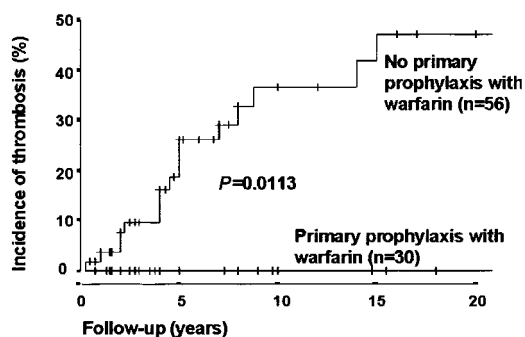 Incidence of thrombosis (%)
50
40
30
20
10
0
No primary
prophylaxis with
warfarin (n=56)
P=0.0113
Primary prophylaxis with
warfarin (n=30)
0 5 10 15 20
Follow-up (years)